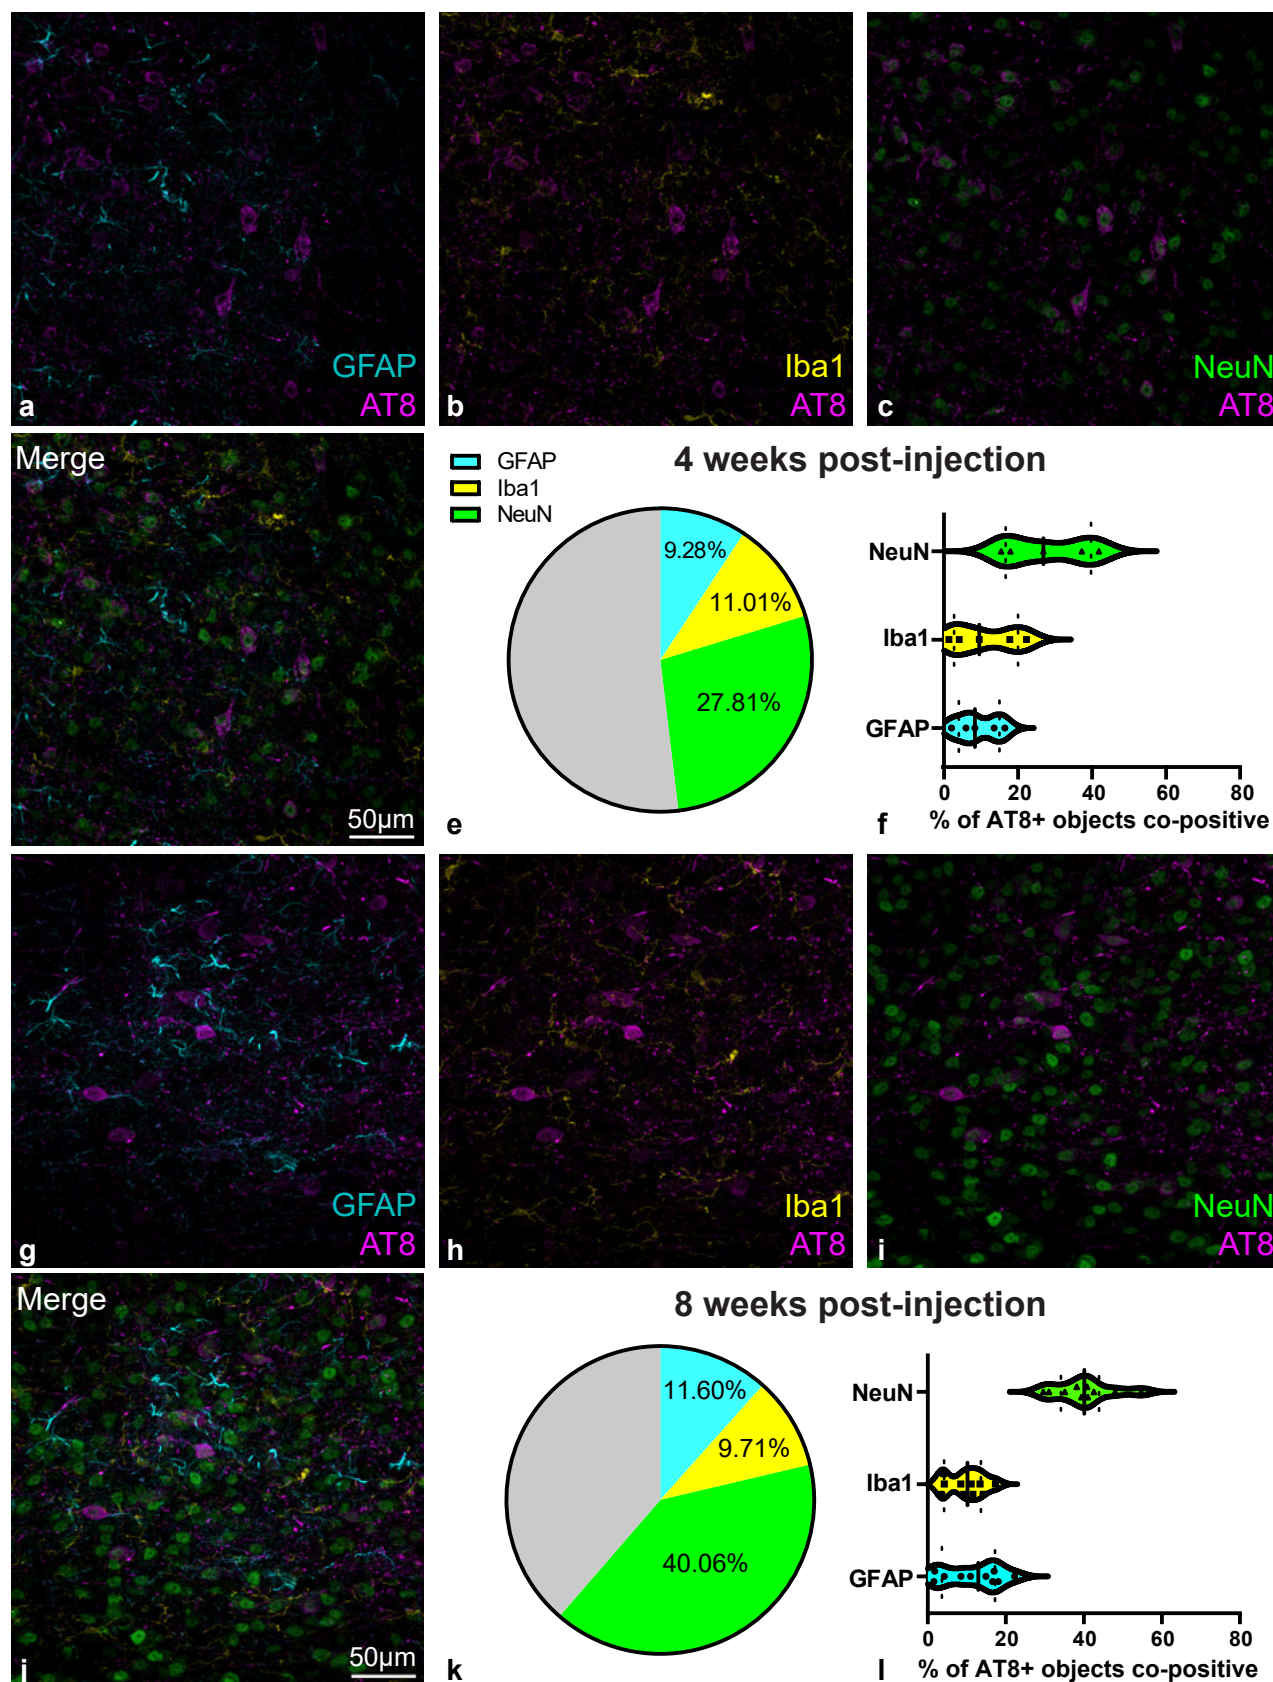 GFAP
a AT8
Iba1
b AT8
NeuN
c AT8
Merge
50µm
GFAP
Iba1
NeuN
4 weeks post-injection
9.28%
11.01%
27.81%
e
NeuN
Iba1
GFAP
0 20 40 60 80
f % of AT8+ objects co-positive
GFAP
g AT8
Iba1
h AT8
NeuN
i AT8
Merge
50µm
j
8 weeks post-injection
11.60%
9.71%
40.06%
k
NeuN
Iba1
GFAP
0 20 40 60 80
l % of AT8+ objects co-positive